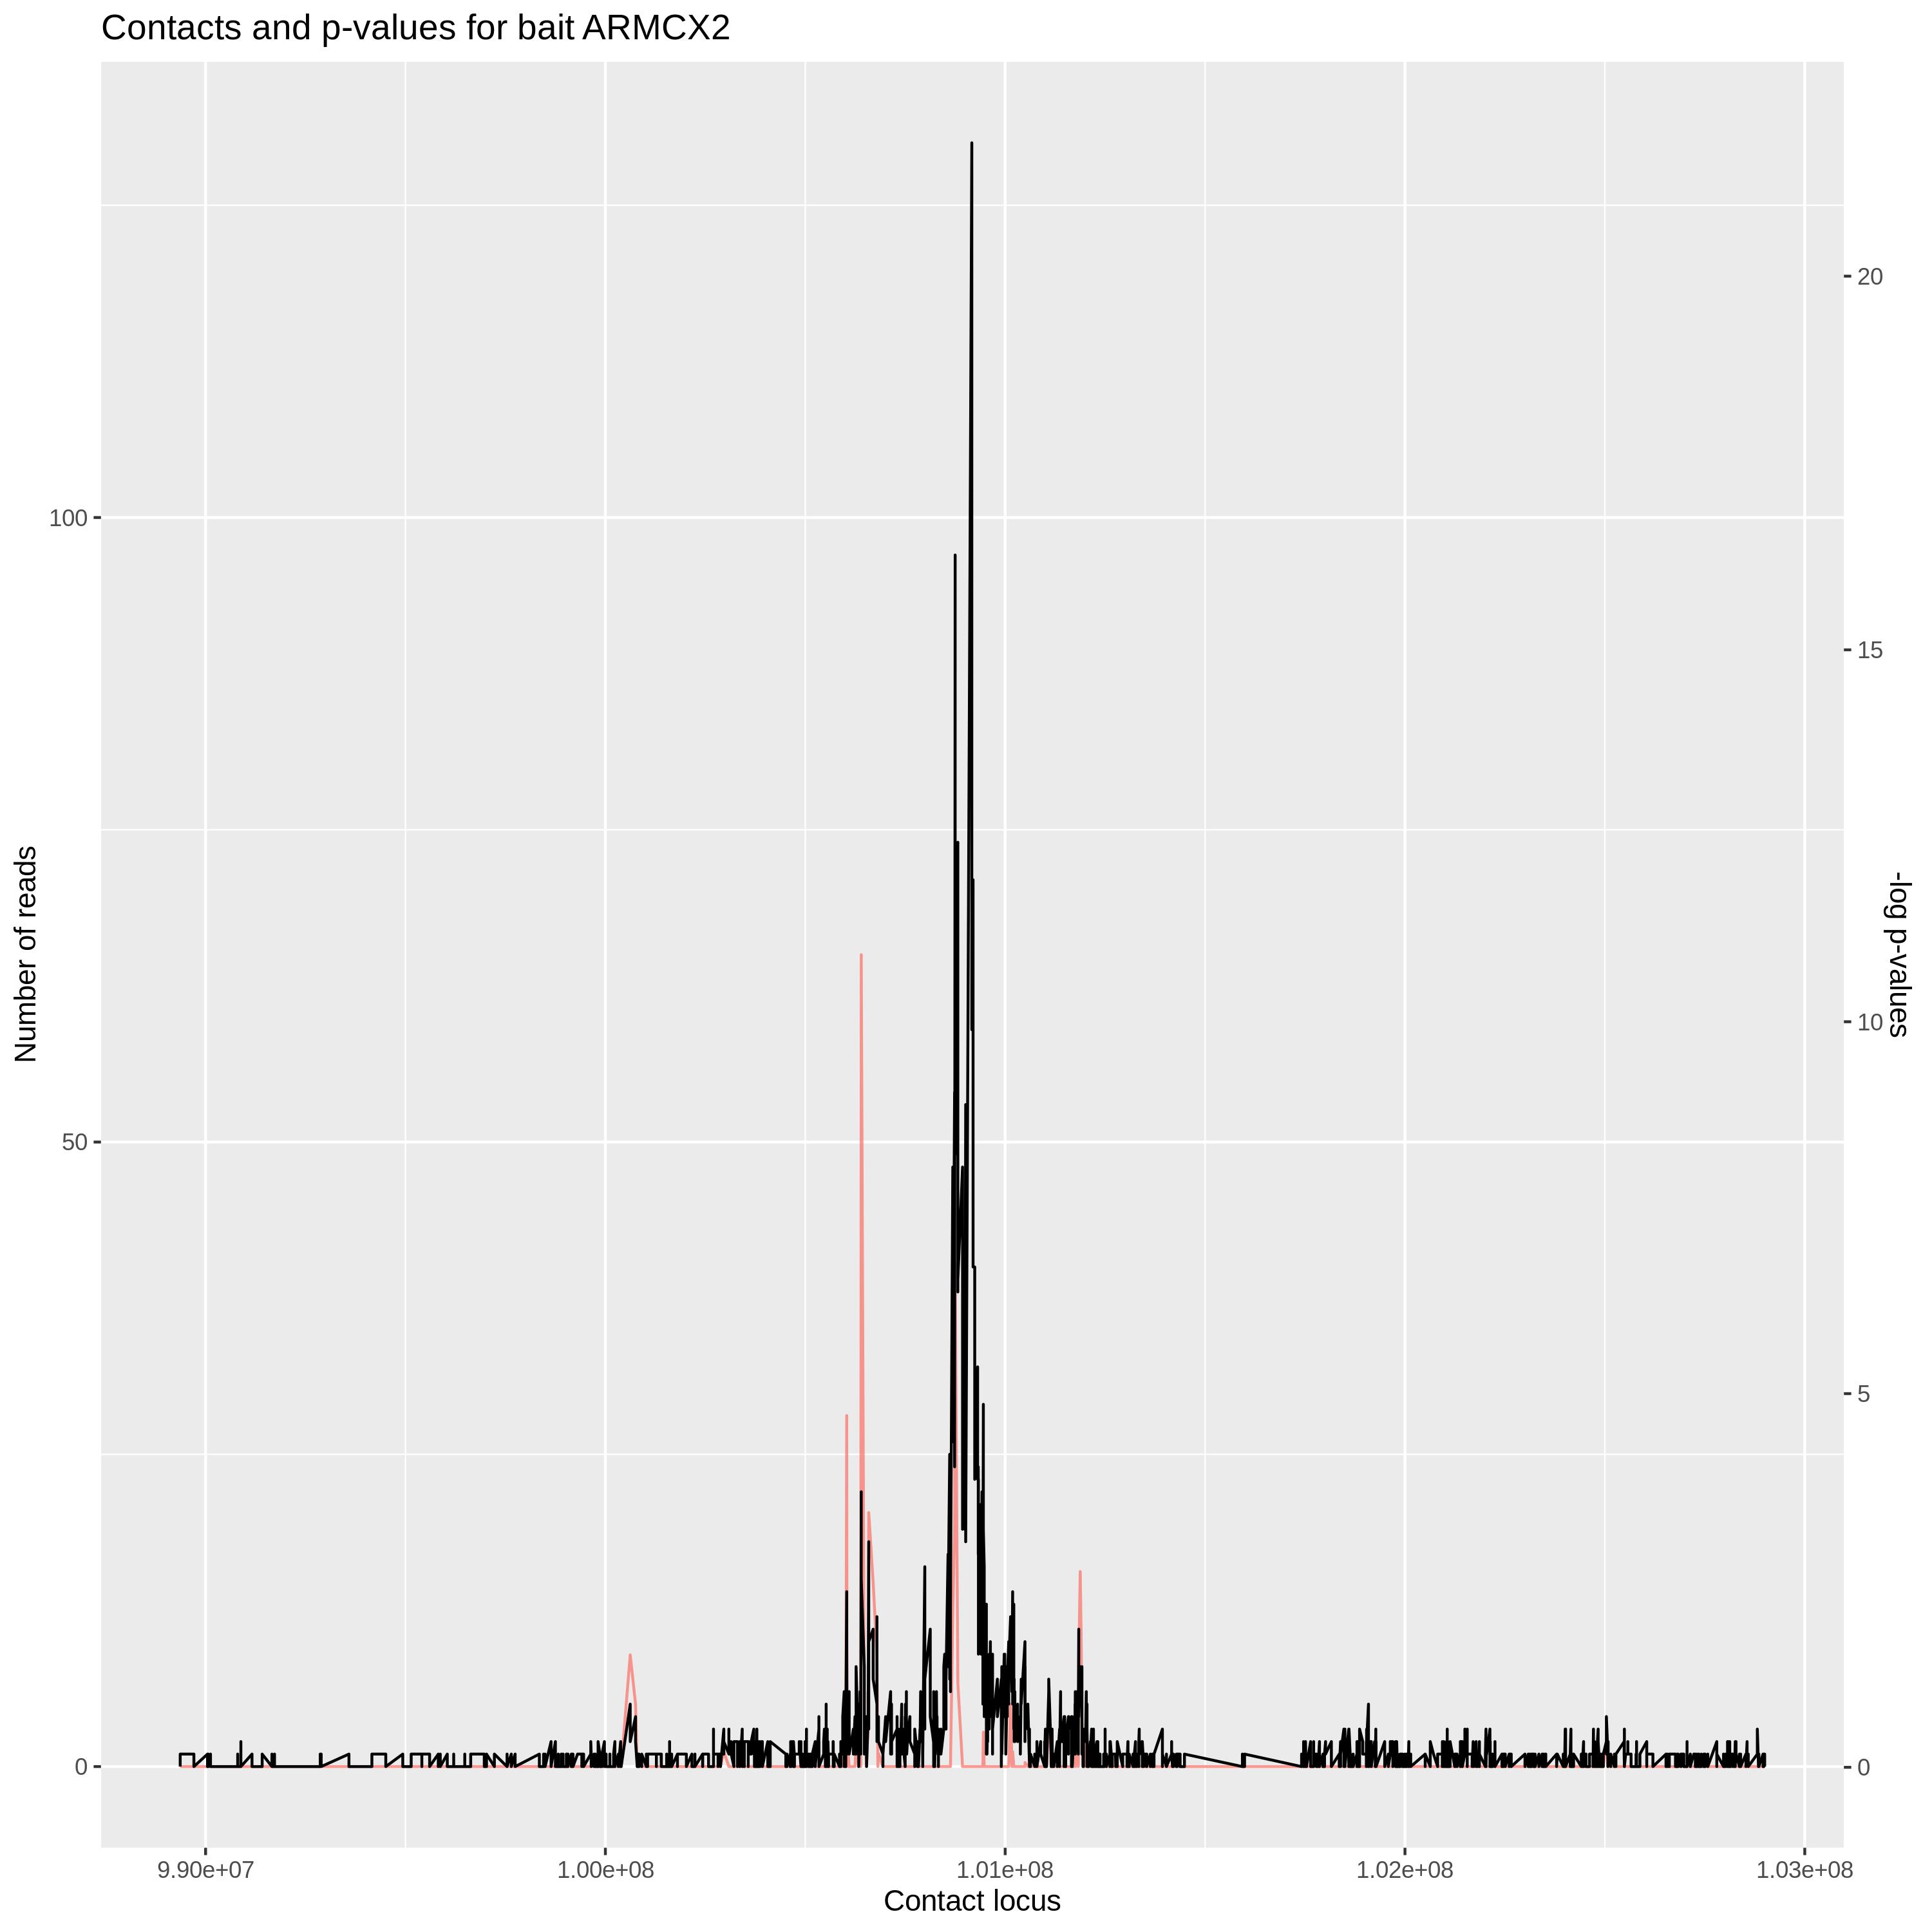 Contacts and p-values for bait ARMCX2
Number of reads
100
50
0
20
15
10
5
0
-log p-values
9.90e+07
1.00e+08
1.01e+08
1.02e+08
1.03e+08
Contact locus